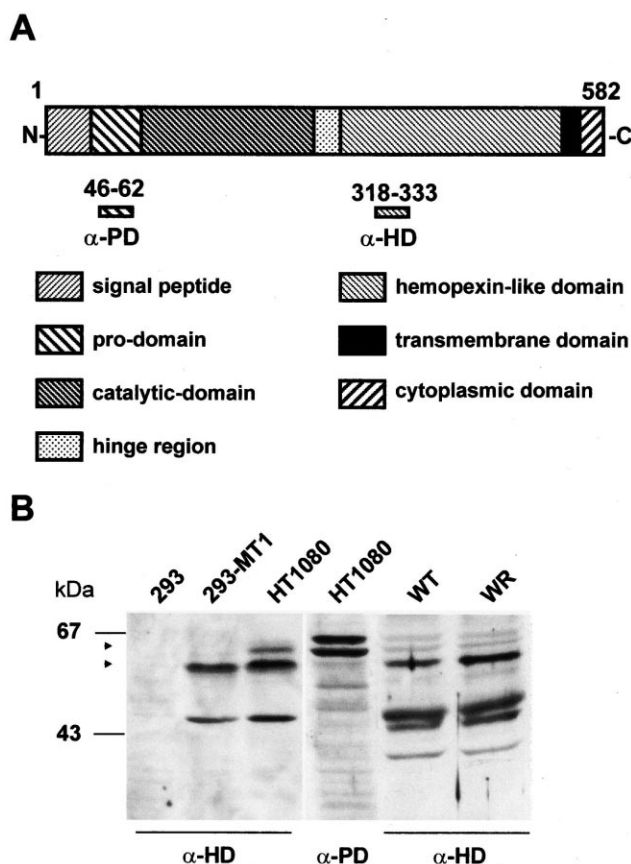 A
1 582
N- -C
46-62 318-333
α-PD α-HD
signal peptide hemopexin-like domain
pro-domain transmembrane domain
catalytic-domain cytoplasmic domain
hinge region
B
kDa 293 293-MT1 HT1080 HT1080 WT WR
67
43
α-HD α-PD α-HD